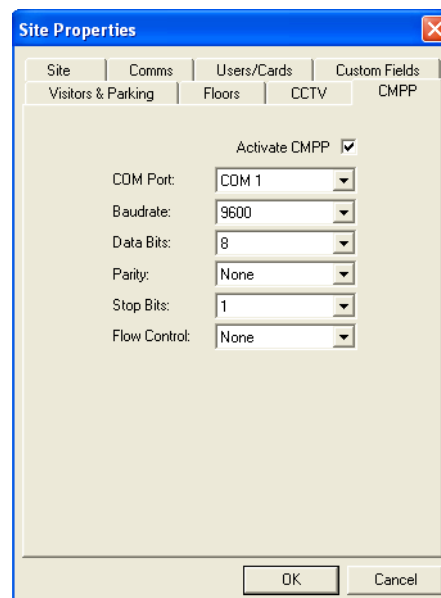 Site Properties
Site Comms Users/Cards Custom Fields
Visitors & Parking Floors CCTV CMPP
Activate CMPP
COM Port: COM 1
Baudrate: 9600
Data Bits: 8
Parity: None
Stop Bits: 1
Flow Control: None
OK Cancel